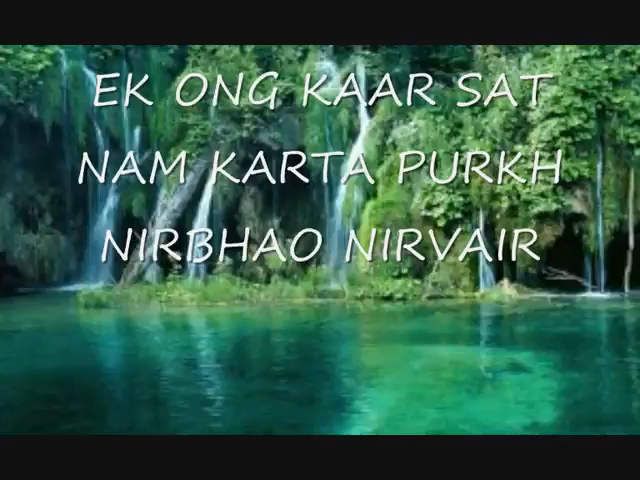 EK ONG KAAR SAT
NAM KARTA PURKH
NIRBHAO NIRVAIR